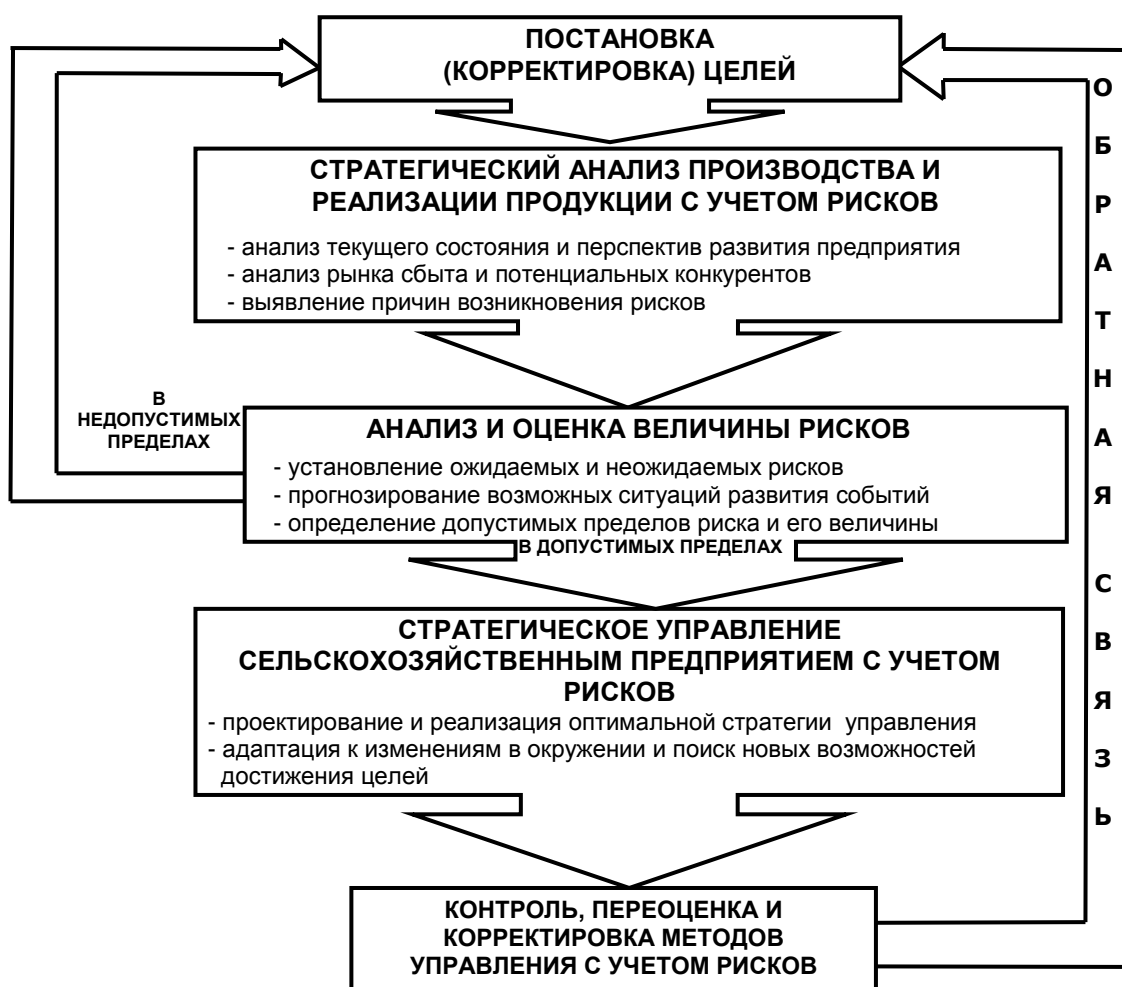 ПОСТАНОВКА
(КОРРЕКТИРОВКА) ЦЕЛЕЙ
СТРАТЕГИЧЕСКИЙ АНАЛИЗ ПРОИЗВОДСТВА И
РЕАЛИЗАЦИИ ПРОДУКЦИИ С УЧЕТОМ РИСКОВ
- анализ текущего состояния и перспектив развития предприятия
- анализ рынка сбыта и потенциальных конкурентов
- выявление причин возникновения рисков
В
НЕДОПУСТИМЫХ
ПРЕДЕЛАХ
АНАЛИЗ И ОЦЕНКА ВЕЛИЧИНЫ РИСКОВ
- установление ожидаемых и неожидаемых рисков
- прогнозирование возможных ситуаций развития событий
- определение допустимых пределов риска и его величины
В ДОПУСТИМЫХ ПРЕДЕЛАХ
СТРАТЕГИЧЕСКОЕ УПРАВЛЕНИЕ
СЕЛЬСКОХОЗЯЙСТВЕННЫМ ПРЕДПРИЯТИЕМ С УЧЕТОМ
РИСКОВ
- проектирование и реализация оптимальной стратегии управления
- адаптация к изменениям в окружении и поиск новых возможностей
достижения целей
КОНТРОЛЬ, ПЕРЕОЦЕНКА И
КОРРЕКТИРОВКА МЕТОДОВ
УПРАВЛЕНИЯ С УЧЕТОМ РИСКОВ
ОБРАТНАЯ СВЯЗЬ